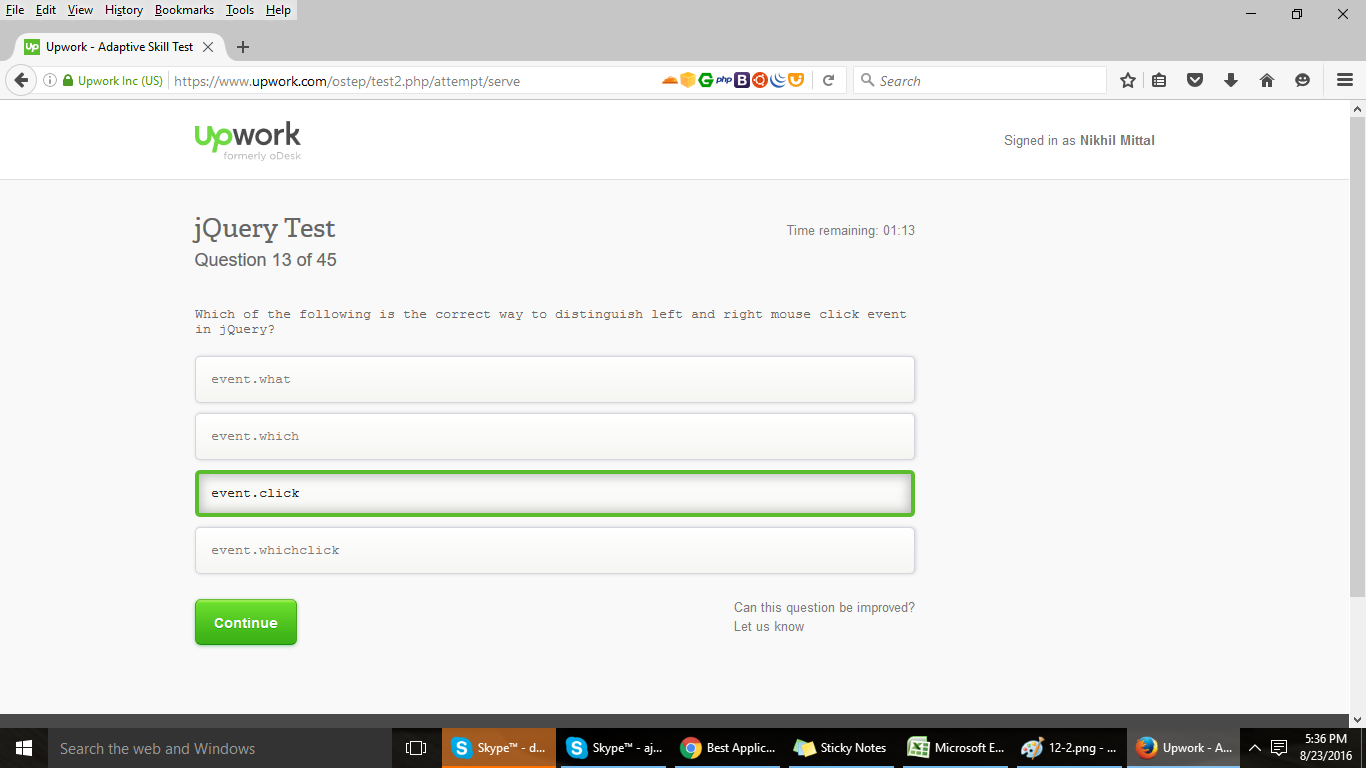 File Edit View History Bookmarks Tools Help
Up Upwork - Adaptive Skill Test
Upwork Inc (US) https://www.upwork.com/ostep/test2.php/attempt/serve php B Search
upwork
formerly oDesk
Signed in as Nikhil Mittal
jQuery Test
Time remaining: 01:13
Question 13 of 45
Which of the following is the correct way to distinguish left and right mouse click event
in jQuery?
event.what
event.which
event.click
event.whichclick
Continue
Can this question be improved?
Let us know
Search the web and Windows
Skype™ - d...
Skype™ - aj...
Best Applic...
Sticky Notes
Microsoft E...
12-2.png - ...
Upwork - A...
5:36 PM
8/23/2016